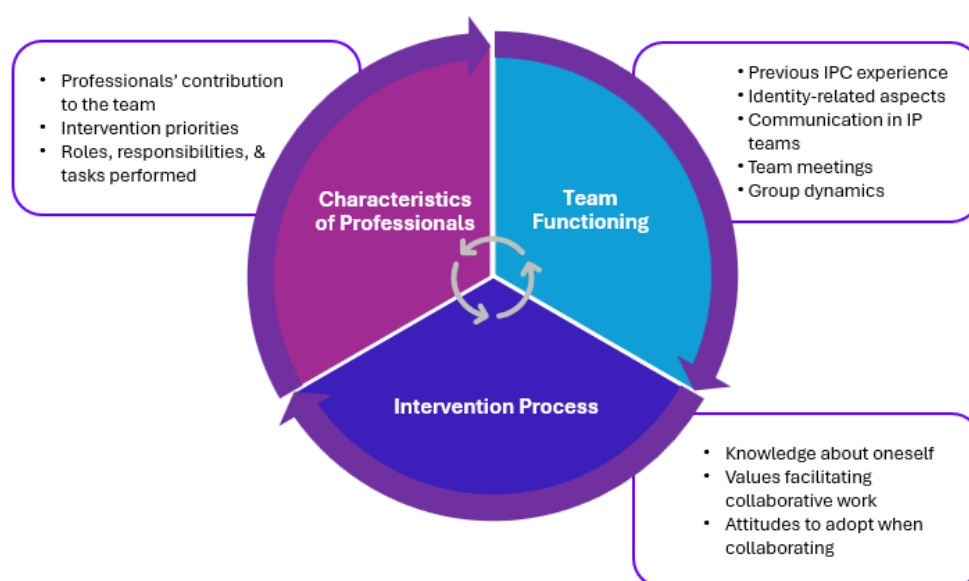 • Professionals' contribution
to the team
• Intervention priorities
• Roles, responsibilities, &
tasks performed
• Previous IPC experience
• Identity-related aspects
• Communication in IP
teams
• Team meetings
• Group dynamics
Characteristics
of Professionals
Team
Functioning
Intervention Process
• Knowledge about oneself
• Values facilitating
collaborative work
• Attitudes to adopt when
collaborating